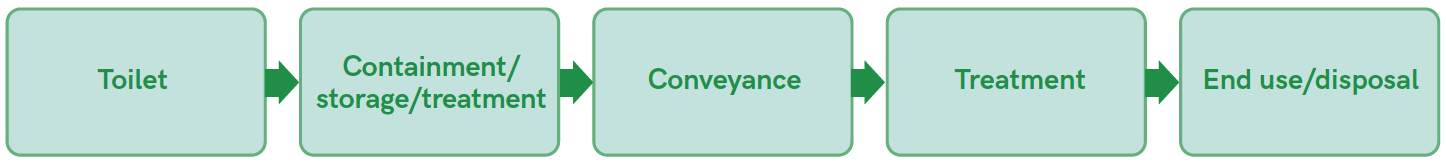 Toilet
Containment/
storage/treatment
Conveyance
Treatment
End use/disposal